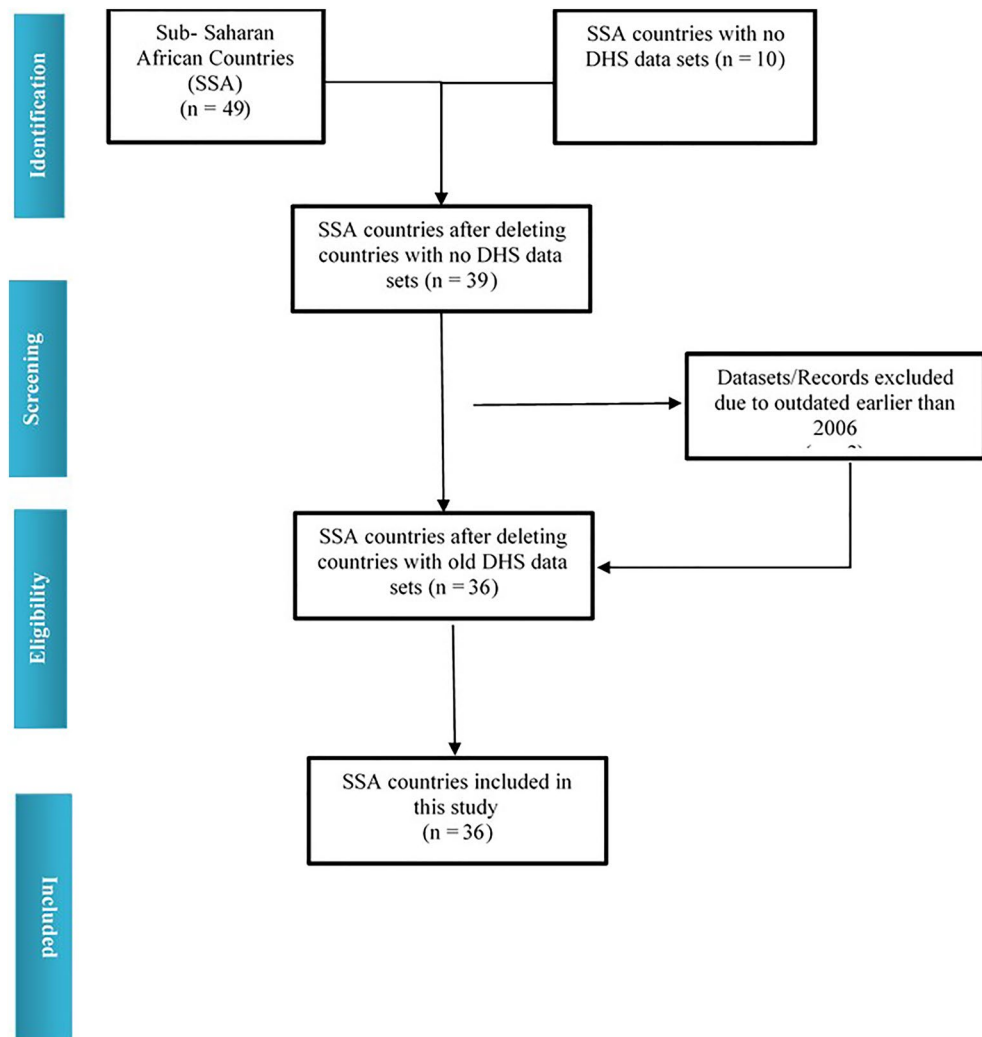 Identification
Sub- Saharan
African Countries
(SSA)
(n = 49)
SSA countries with no
DHS data sets (n = 10)
SSA countries after deleting
countries with no DHS data
sets (n = 39)
Screening
Datasets/Records excluded
due to outdated earlier than
2006
Eligibility
SSA countries after deleting
countries with old DHS data
sets (n = 36)
SSA countries included in
this study
(n = 36)
Included